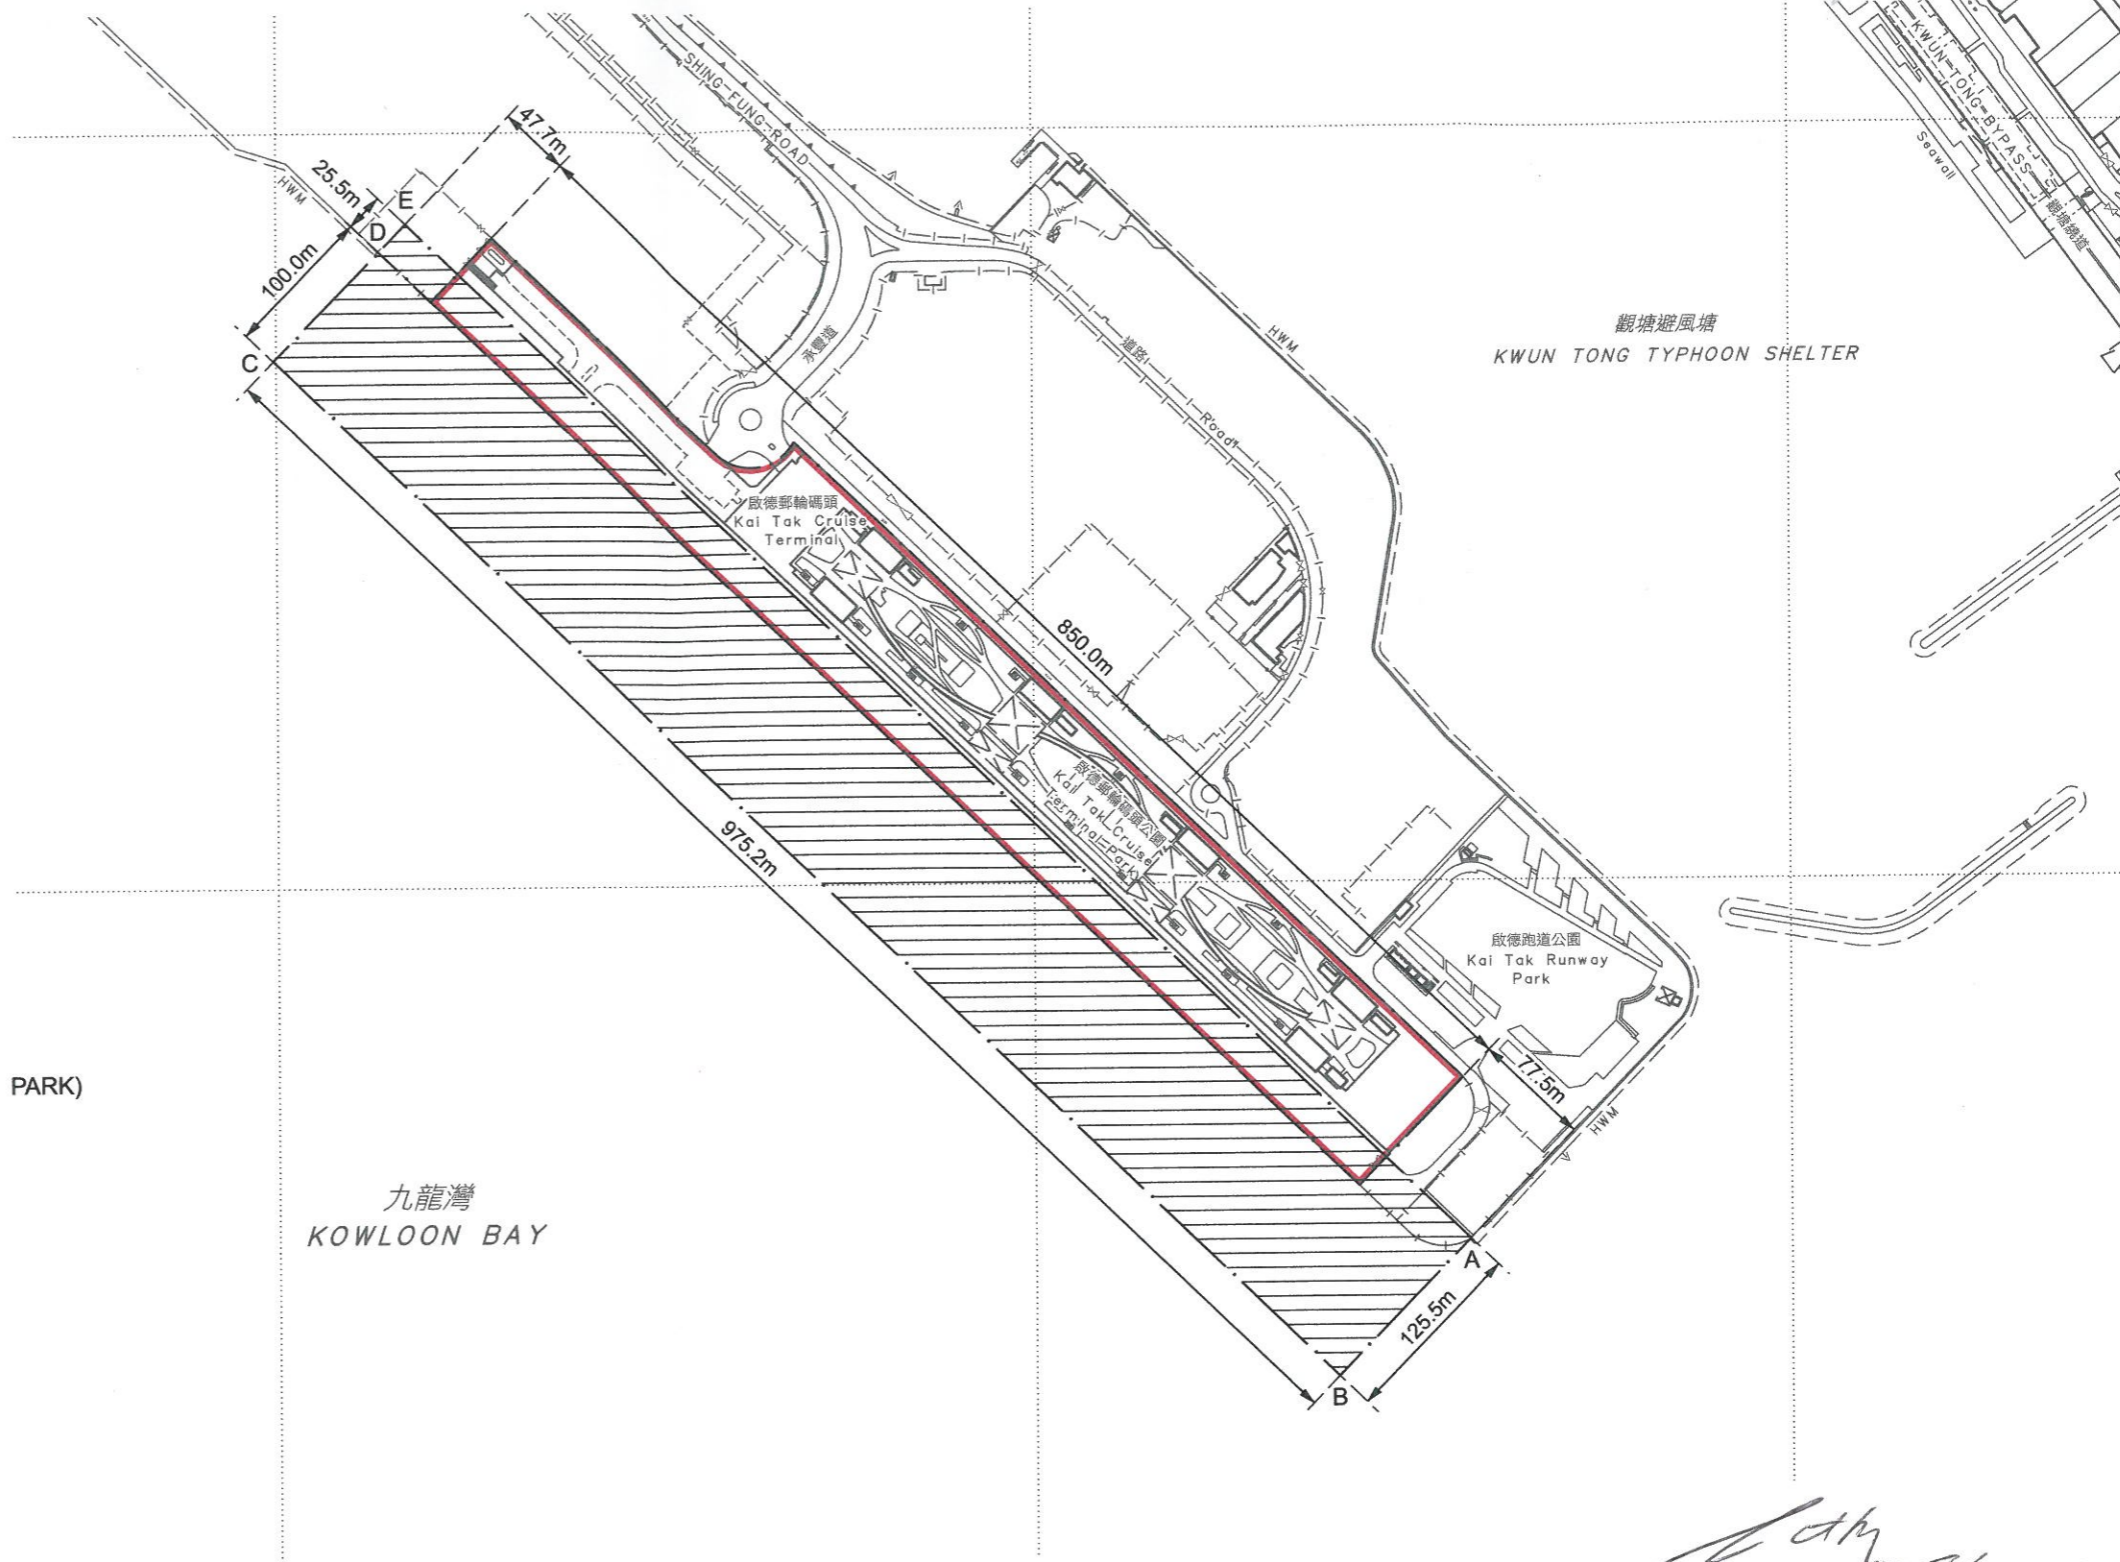 47.7m
SHING FUNG ROAD
KWUN TONG BYPASS
觀塘繞道
Seawall
25.5m
E
D
HWM
100.0m
C
承豐道
道路
Road
HWM
觀塘避風塘
KWUN TONG TYPHOON SHELTER
啟德郵輪碼頭
Kai Tak Cruise
Terminal
850.0m
啟德郵輪碼頭公園
Kai Tak Cruise
Terminal Park
975.2m
啟德跑道公園
Kai Tak Runway
Park
77.5m
HWM
PARK)
九龍灣
KOWLOON BAY
A
125.5m
B